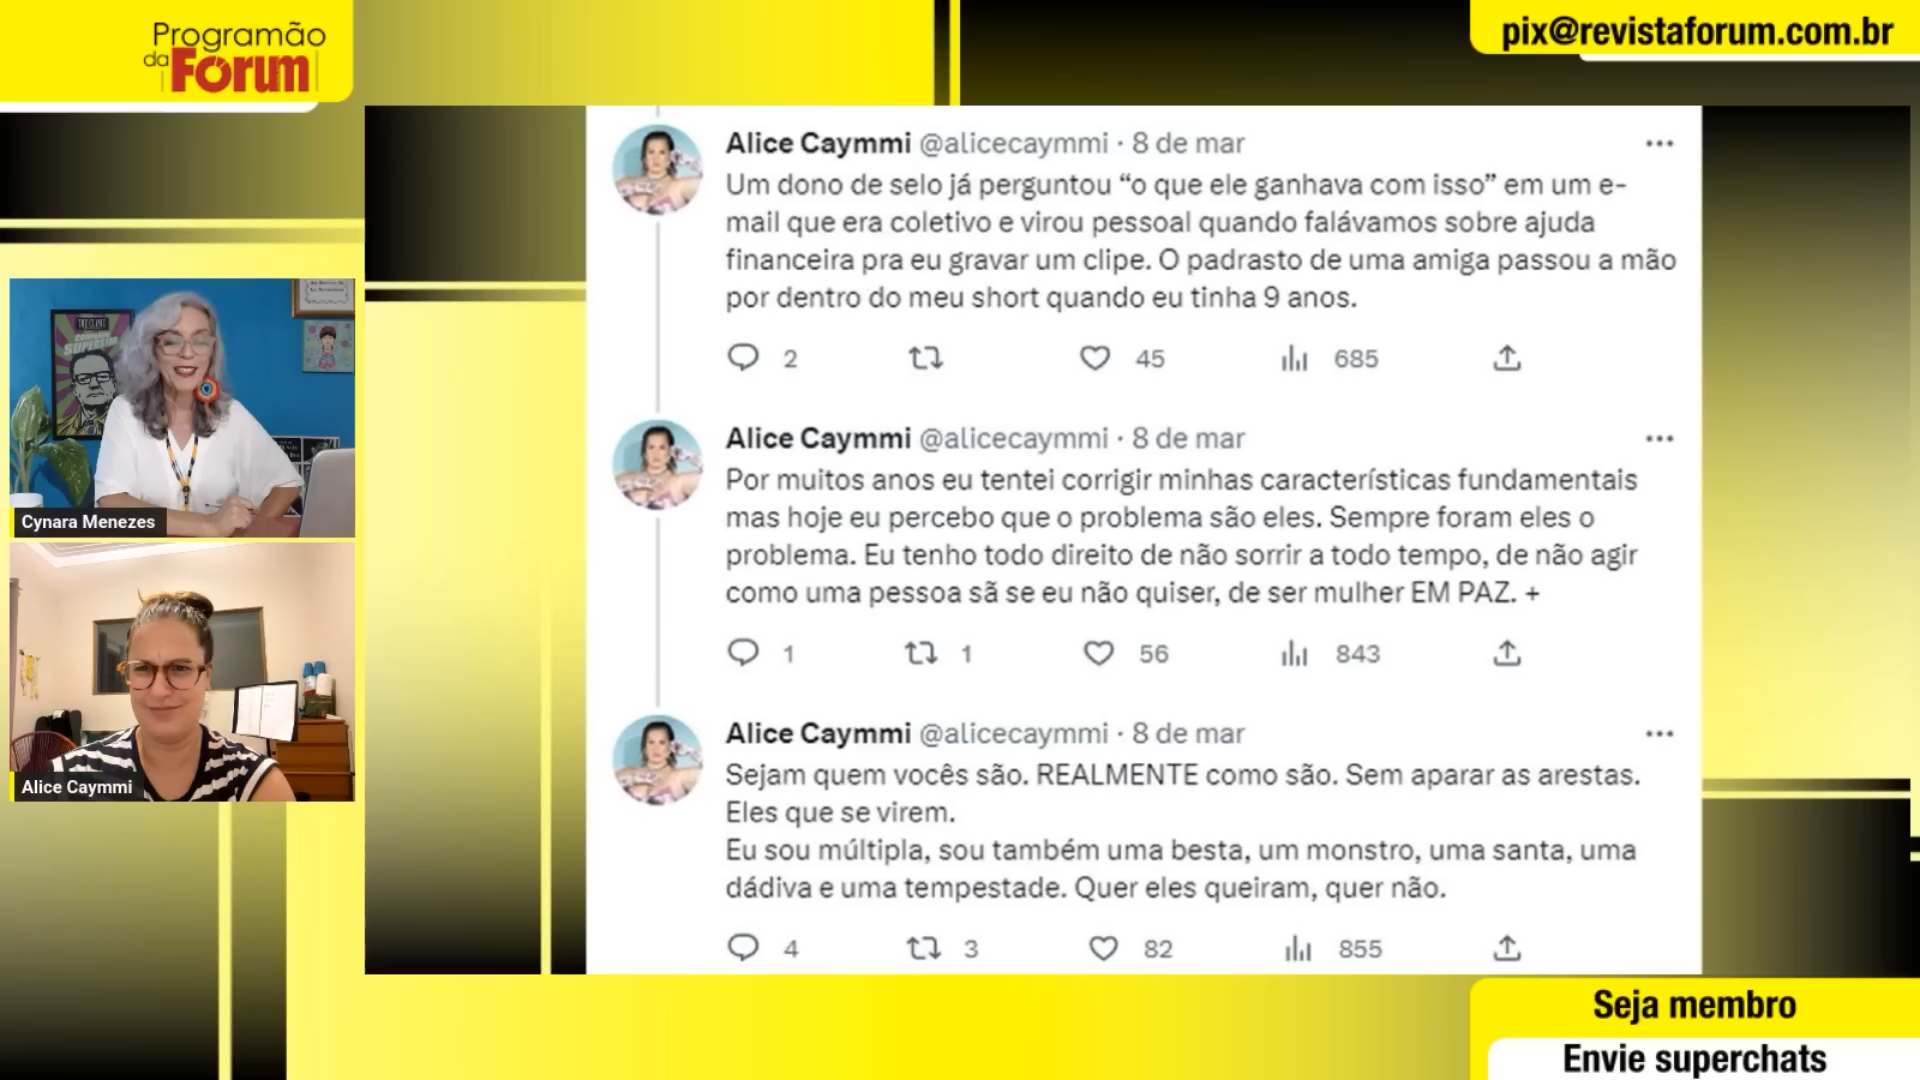 Programão
da Fórum
pix@revistaforum.com.br
Alice Caymmi @alicecaymmi · 8 de mar
Um dono de selo já perguntou “o que ele ganhava com isso” em um e-
mail que era coletivo e virou pessoal quando falávamos sobre ajuda
financeira pra eu gravar um clipe. O padrasto de uma amiga passou a mão
por dentro do meu short quando eu tinha 9 anos.
2 45 685
Alice Caymmi @alicecaymmi · 8 de mar
Por muitos anos eu tentei corrigir minhas características fundamentais
mas hoje eu percebo que o problema são eles. Sempre foram eles o
problema. Eu tenho todo direito de não sorrir a todo tempo, de não agir
como uma pessoa sã se eu não quiser, de ser mulher EM PAZ. +
1 1 56 843
Alice Caymmi @alicecaymmi · 8 de mar
Sejam quem vocês são. REALMENTE como são. Sem aparar as arestas.
Eles que se virem.
Eu sou múltipla, sou também uma besta, um monstro, uma santa, uma
dádiva e uma tempestade. Quer eles queiram, quer não.
4 3 82 855
SUPERSTAR
Cynara Menezes
Alice Caymmi
Seja membro
Envie superchats